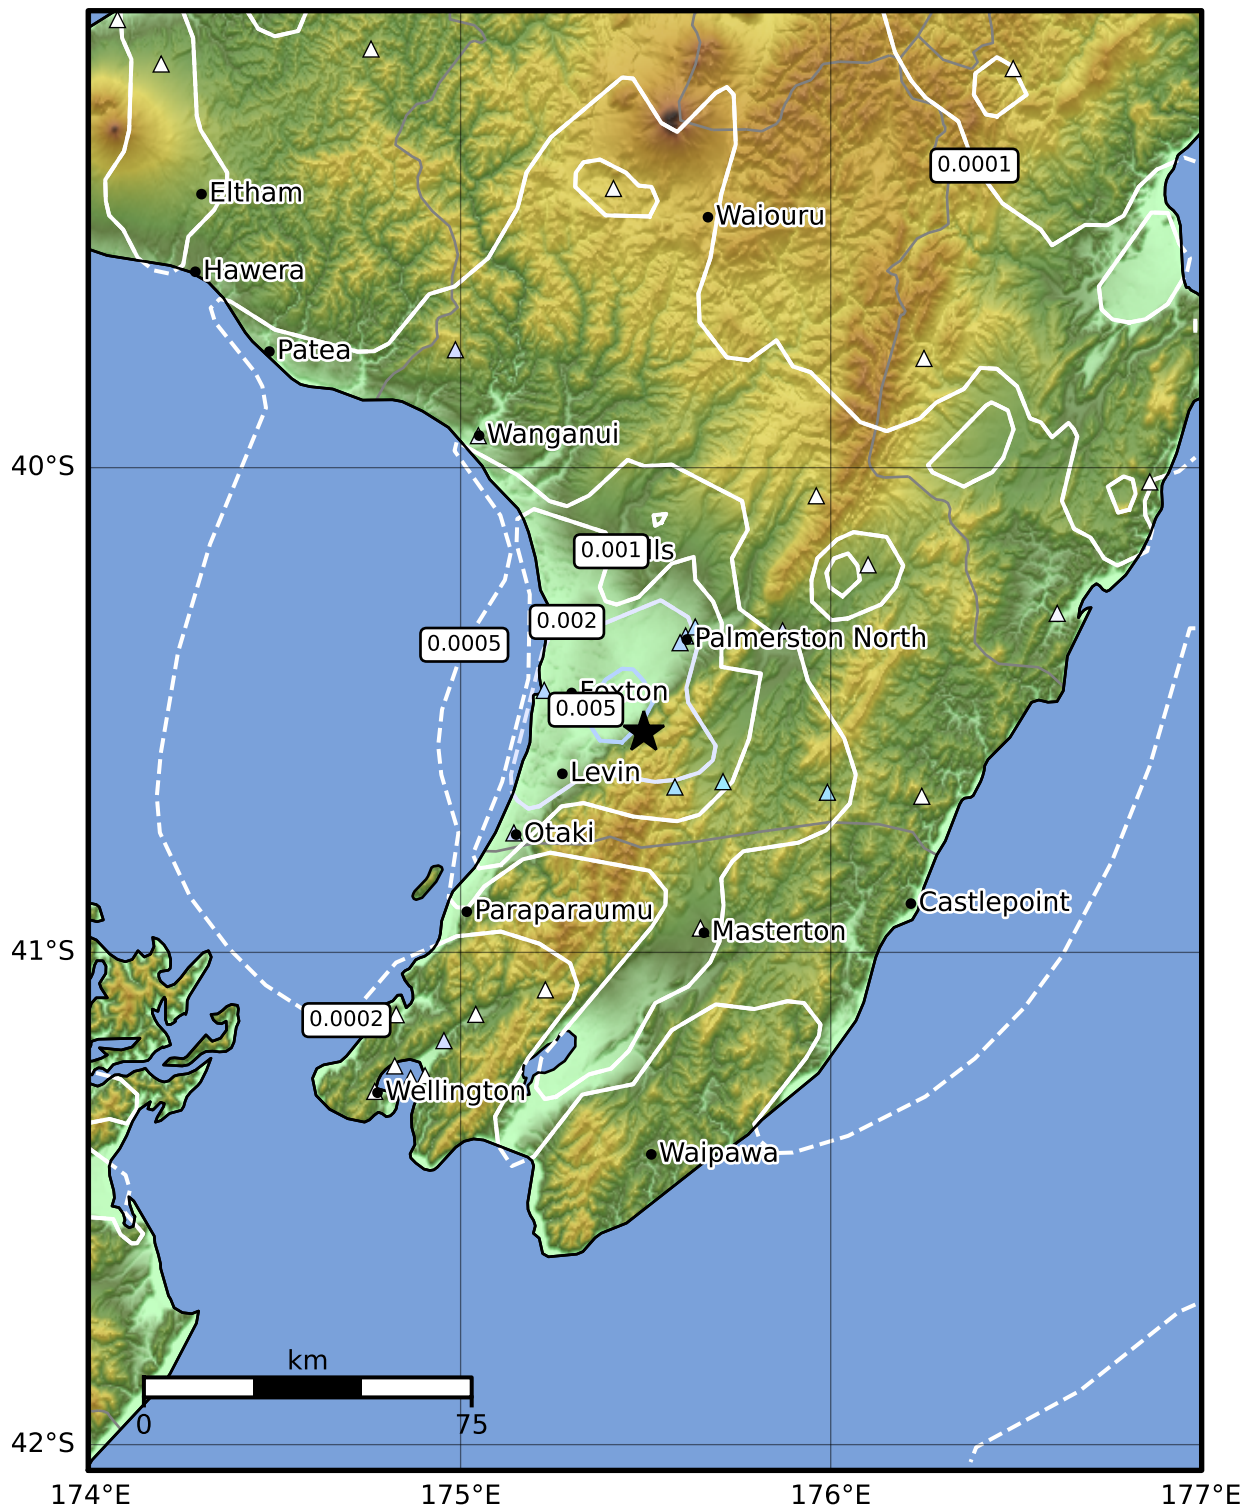 0.0001
Eltham
Waiouru
Hawera
Patea
Wanganui
40°S
0.001
lls
0.002
0.0005
Palmerston North
Foxton
0.005
Levin
Otaki
Castlepoint
Paraparaumu
Masterton
41°S
0.0002
Wellington
Waipawa
km
0
75
42°S
174°E
175°E
176°E
177°E